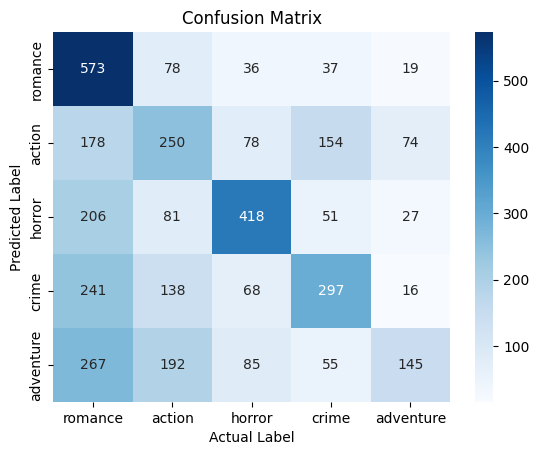 Confusion Matrix
Predicted Label
romance 573 78 36 37 19
action 178 250 78 154 74
horror 206 81 418 51 27
crime 241 138 68 297 16
adventure 267 192 85 55 145
romance action horror crime adventure
Actual Label
500
400
300
200
100